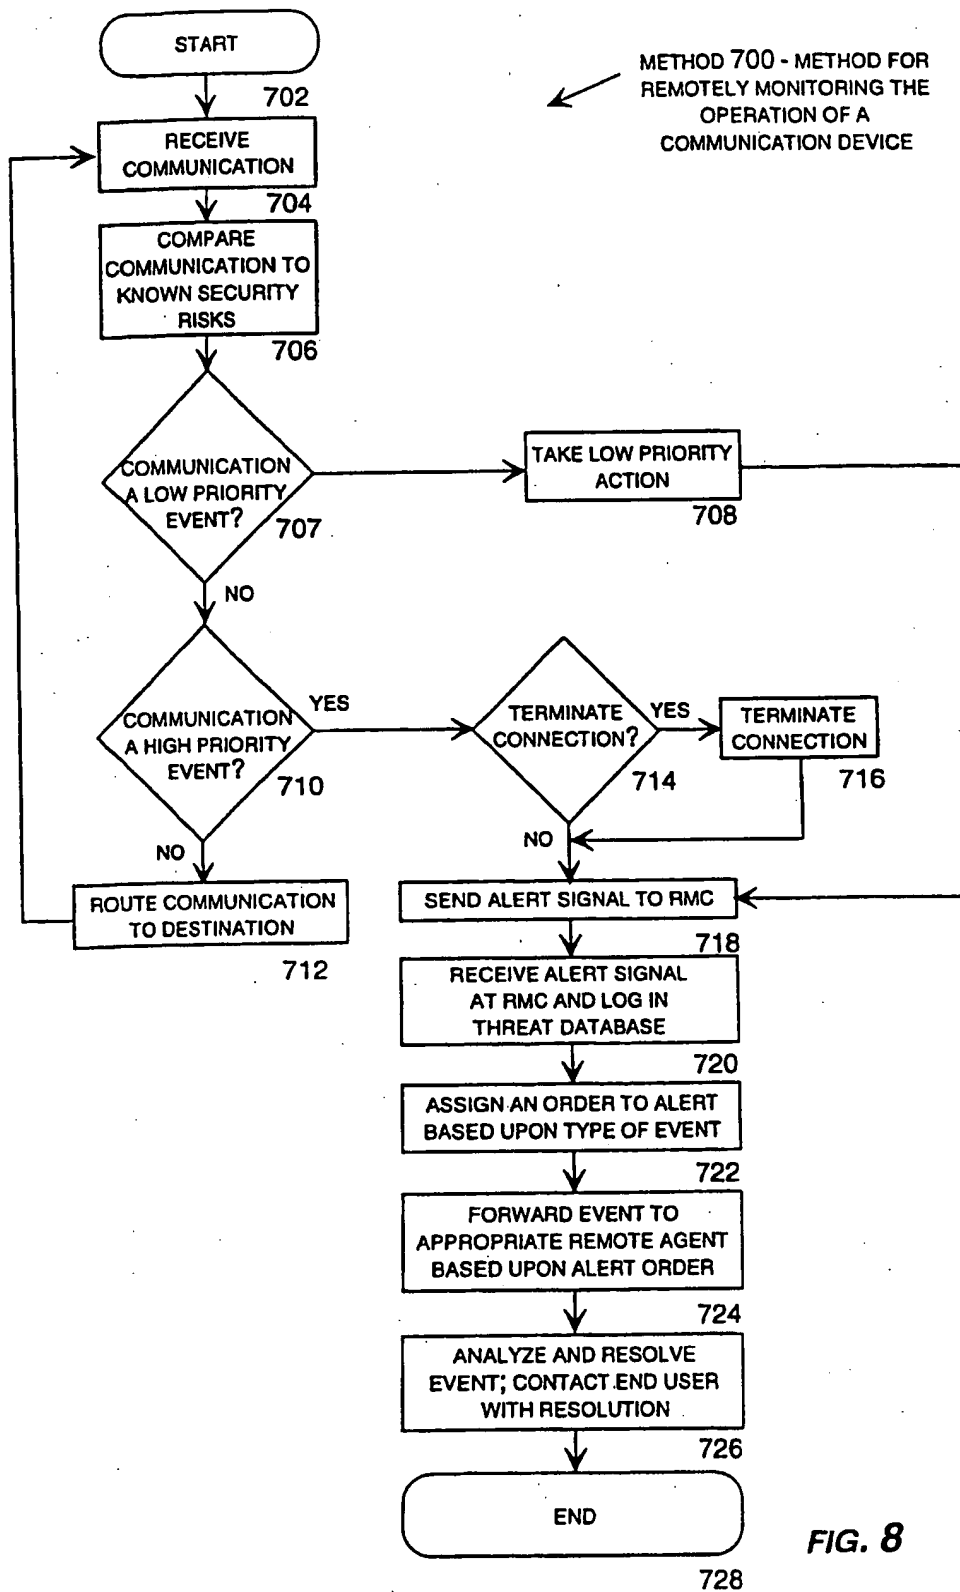 START
METHOD 700 - METHOD FOR
REMOTELY MONITORING THE
OPERATION OF A
COMMUNICATION DEVICE
702
RECEIVE
COMMUNICATION
704
COMPARE
COMMUNICATION TO
KNOWN SECURITY
RISKS
706
COMMUNICATION
A LOW PRIORITY
EVENT?
707
TAKE LOW PRIORITY
ACTION
708
NO
COMMUNICATION
A HIGH PRIORITY
EVENT?
710
YES
TERMINATE
CONNECTION?
714
YES
TERMINATE
CONNECTION
716
NO
NO
ROUTE COMMUNICATION
TO DESTINATION
712
SEND ALERT SIGNAL TO RMC
718
RECEIVE ALERT SIGNAL
AT RMC AND LOG IN
THREAT DATABASE
720
ASSIGN AN ORDER TO ALERT
BASED UPON TYPE OF EVENT
722
FORWARD EVENT TO
APPROPRIATE REMOTE AGENT
BASED UPON ALERT ORDER
724
ANALYZE AND RESOLVE
EVENT; CONTACT END USER
WITH RESOLUTION
726
END
728
FIG. 8